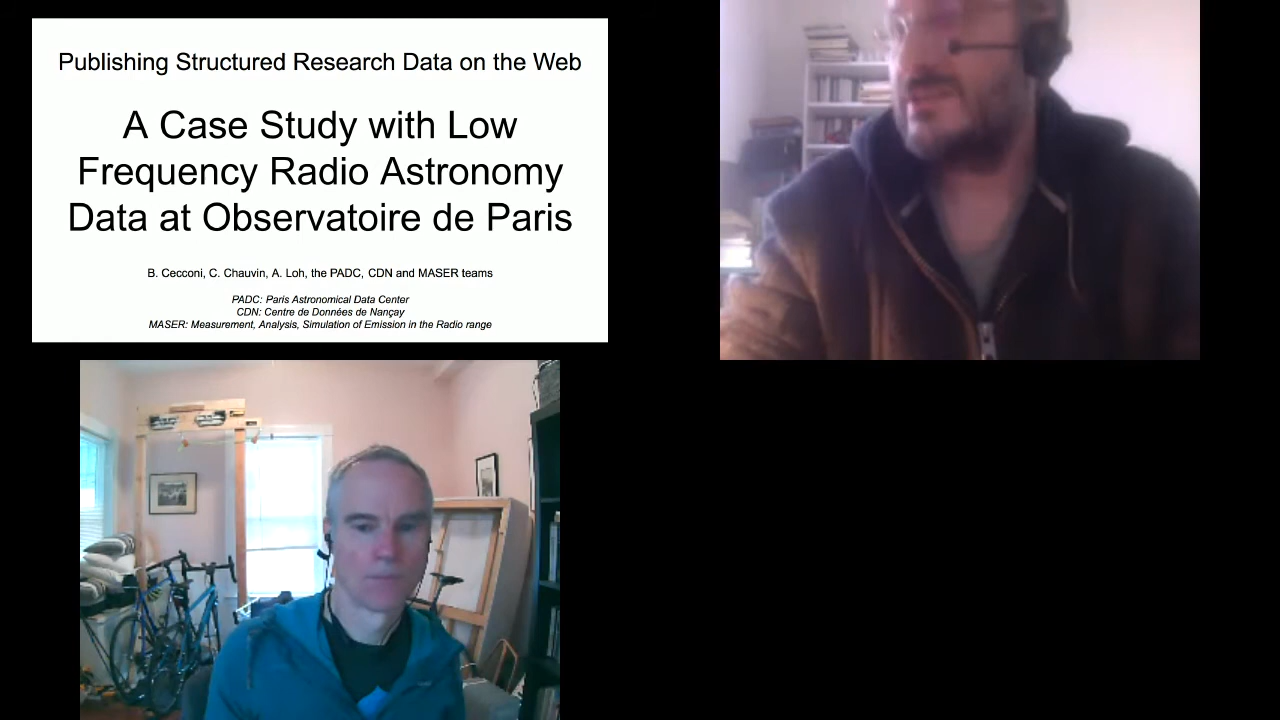 Publishing Structured Research Data on the Web
A Case Study with Low
Frequency Radio Astronomy
Data at Observatoire de Paris
B. Cecconi, C. Chauvin, A. Loh, the PADC, CDN and MASER teams
PADC: Paris Astronomical Data Center
CDN: Centre de Données de Nançay
MASER: Measurement, Analysis, Simulation of Emission in the Radio range